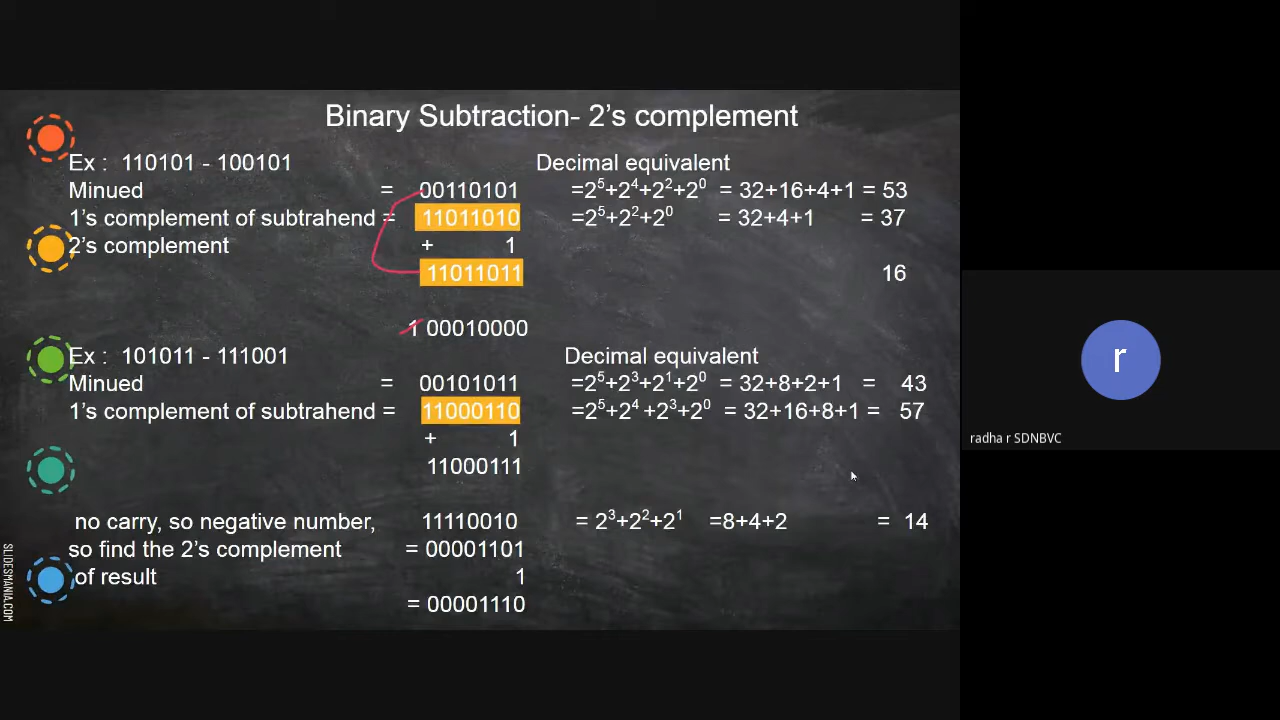 Binary Subtraction- 2's complement
Ex : 110101 - 100101 Decimal equivalent
Minued = 00110101 =2⁵+2⁴+2²+2⁰ = 32+16+4+1 = 53
1's complement of subtrahend = 11011010 =2⁵+2²+2⁰ = 32+4+1 = 37
2's complement + 1
11011011 16
1 00010000
Ex : 101011 - 111001 Decimal equivalent
Minued = 00101011 =2⁵+2³+2¹+2⁰ = 32+8+2+1 = 43
1's complement of subtrahend = 11000110 =2⁵+2⁴ +2³+2⁰ = 32+16+8+1 = 57
+ 1
11000111
no carry, so negative number, 11110010 = 2³+2²+2¹ =8+4+2 = 14
so find the 2's complement = 00001101
of result 1
= 00001110
SLIDESMANIA.COM
r
radha r SDNBVC